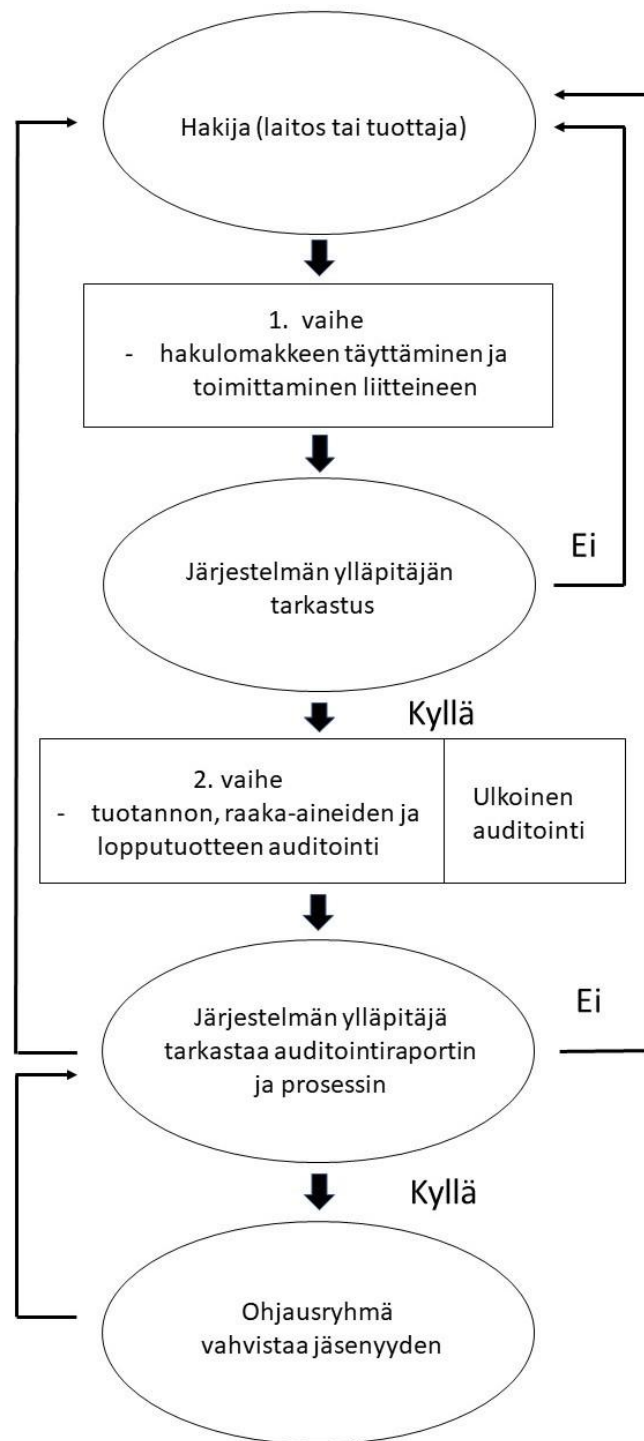 Hakija (laitos tai tuottaja)
1. vaihe
- hakulomakkeen täyttäminen ja
toimittaminen liitteineen
Ei
Järjestelmän ylläpitäjän
tarkastus
Kyllä
2. vaihe
- tuotannon, raaka-aineiden ja
lopputuotteen auditointi
Ulkoinen
auditointi
Ei
Järjestelmän ylläpitäjä
tarkastaa auditointiraportin
ja prosessin
Kyllä
Ohjausryhmä
vahvistaa jäsenyyden